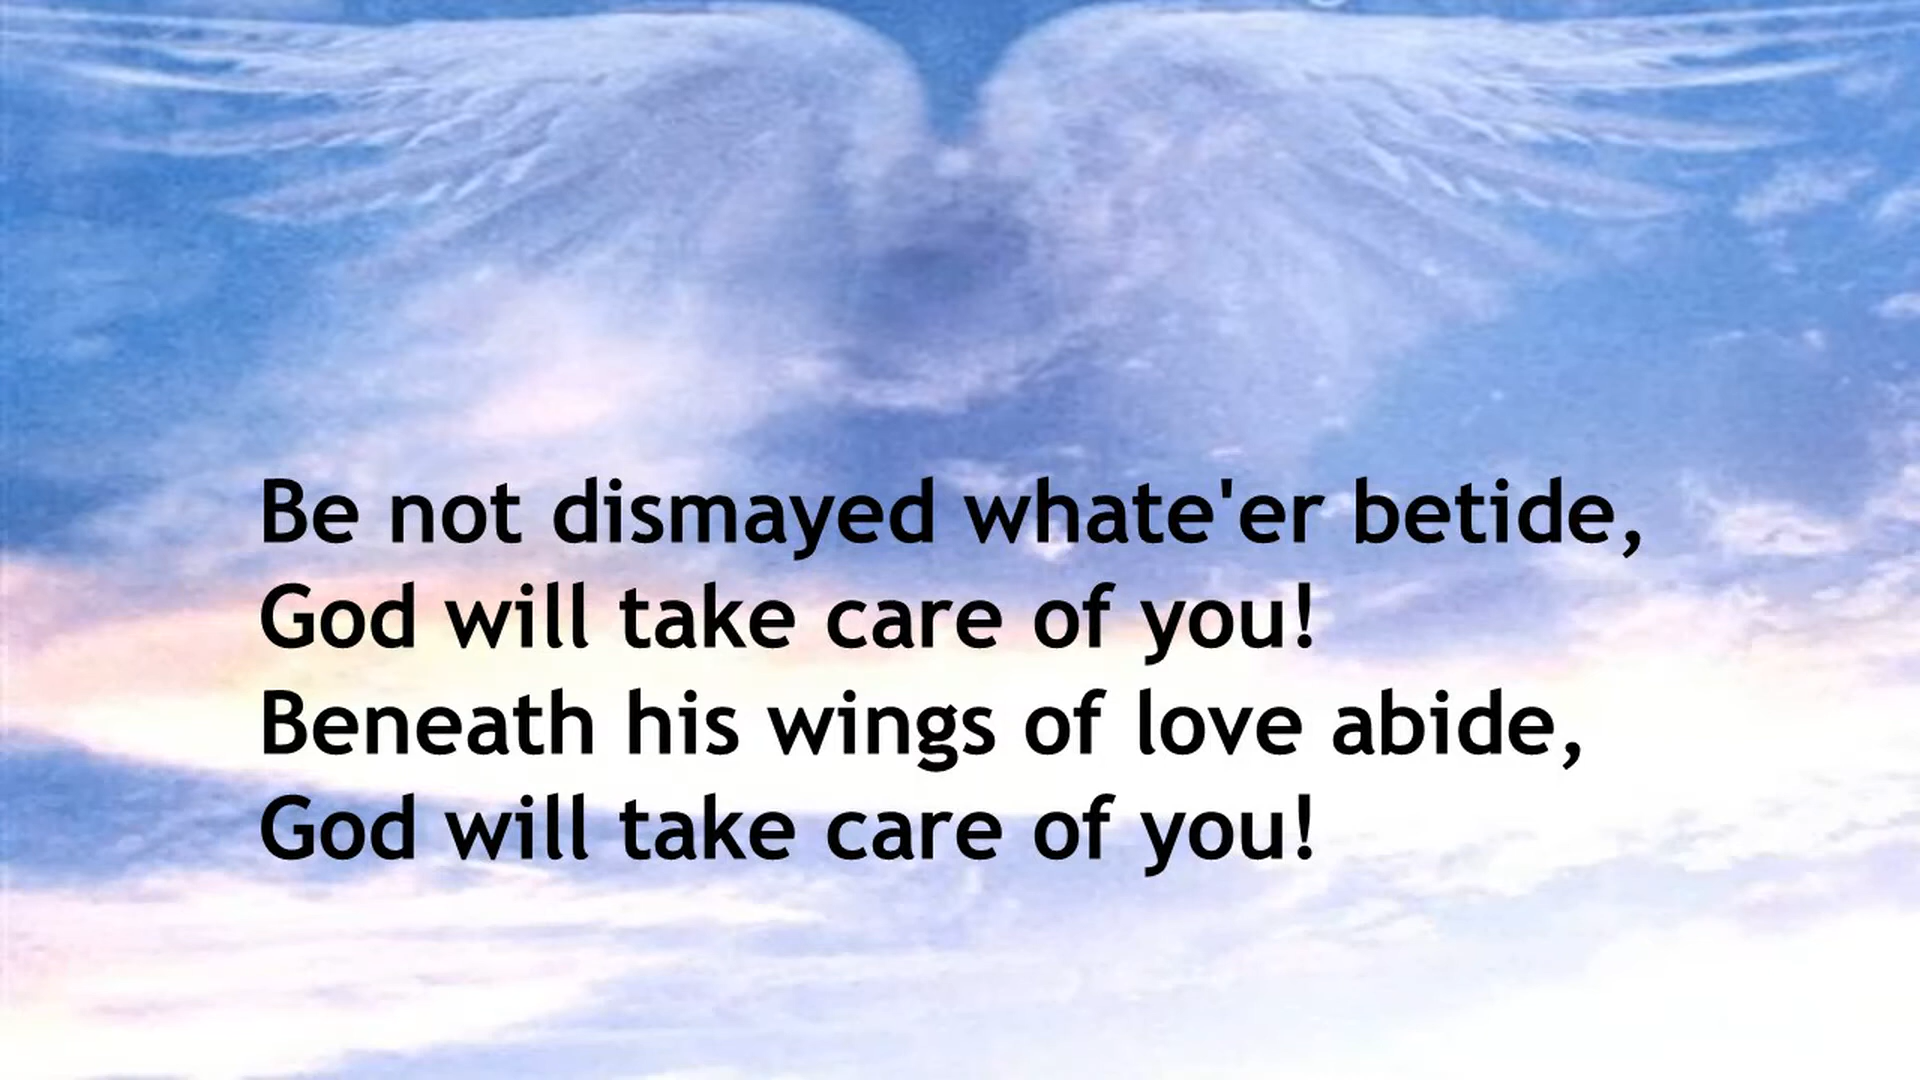 Be not dismayed whate'er betide,
God will take care of you!
Beneath his wings of love abide,
God will take care of you!